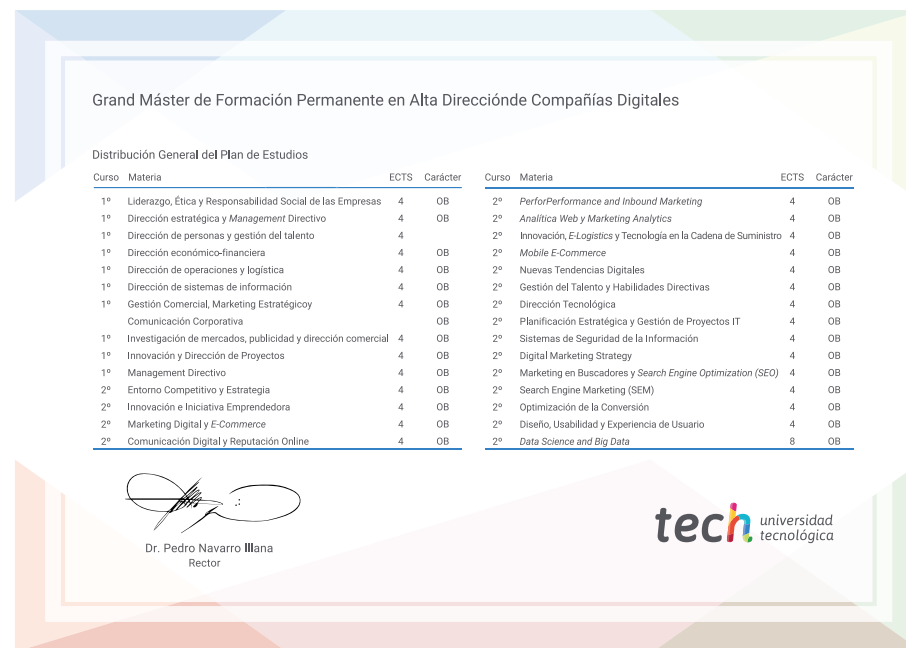 Grand Máster de Formación Permanente en Alta Direcciónde Compañías Digitales
Distribución General del Plan de Estudios
Curso Materia ECTS Carácter
1º Liderazgo, Ética y Responsabilidad Social de las Empresas 4 OB
1º Dirección estratégica y Management Directivo 4 OB
1º Dirección de personas y gestión del talento 4
1º Dirección económico-financiera 4 OB
1º Dirección de operaciones y logística 4 OB
1º Dirección de sistemas de información 4 OB
1º Gestión Comercial, Marketing Estratégicoy 4 OB
Comunicación Corporativa OB
1º Investigación de mercados, publicidad y dirección comercial 4 OB
1º Innovación y Dirección de Proyectos 4 OB
1º Management Directivo 4 OB
2º Entorno Competitivo y Estrategia 4 OB
2º Innovación e Iniciativa Emprendedora 4 OB
2º Marketing Digital y E-Commerce 4 OB
2º Comunicación Digital y Reputación Online 4 OB
Curso Materia ECTS Carácter
2º PerforPerformance and Inbound Marketing 4 OB
2º Analítica Web y Marketing Analytics 4 OB
2º Innovación, E-Logistics y Tecnología en la Cadena de Suministro 4 OB
2º Mobile E-Commerce 4 OB
2º Nuevas Tendencias Digitales 4 OB
2º Gestión del Talento y Habilidades Directivas 4 OB
2º Dirección Tecnológica 4 OB
2º Planificación Estratégica y Gestión de Proyectos IT 4 OB
2º Sistemas de Seguridad de la Información 4 OB
2º Digital Marketing Strategy 4 OB
2º Marketing en Buscadores y Search Engine Optimization (SEO) 4 OB
2º Search Engine Marketing (SEM) 4 OB
2º Optimización de la Conversión 4 OB
2º Diseño, Usabilidad y Experiencia de Usuario 4 OB
2º Data Science and Big Data 8 OB
Dr. Pedro Navarro Illana
Rector
tech universidad
tecnológica